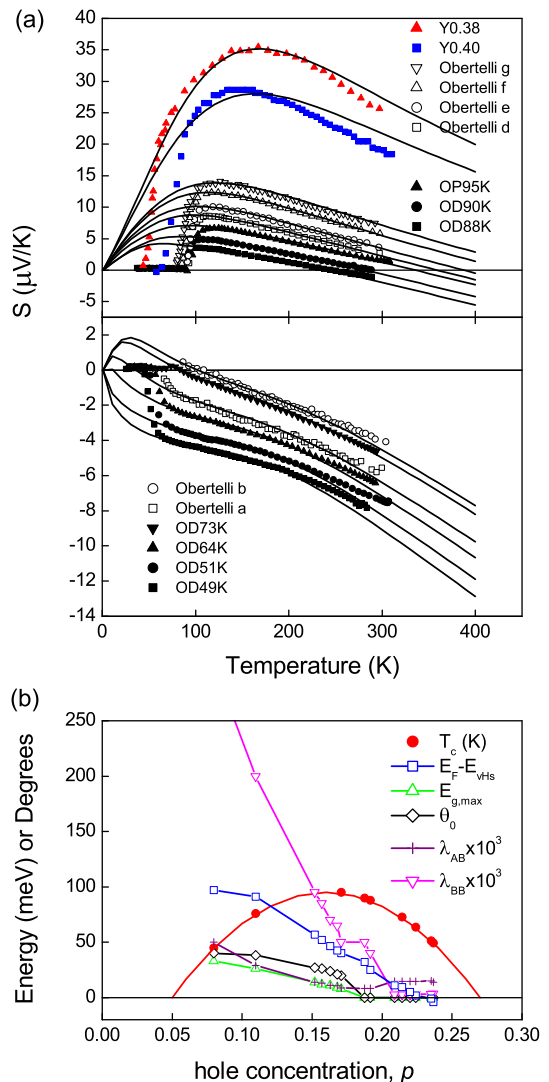 (a)
40
35
30
25
20
15
10
5
0
-5
S (μV/K)
Y0.38
Y0.40
Obertelli g
Obertelli f
Obertelli e
Obertelli d
OP95K
OD90K
OD88K
2
0
-2
-4
-6
-8
-10
-12
-14
Obertelli b
Obertelli a
OD73K
OD64K
OD51K
OD49K
0 100 200 300 400
Temperature (K)
(b)
250
200
150
100
50
0
Energy (meV) or Degrees
T_c (K)
E_F-E_vHs
E_g,max
θ_0
λ_AB x10^3
λ_BB x10^3
0.00 0.05 0.10 0.15 0.20 0.25 0.30
hole concentration, p